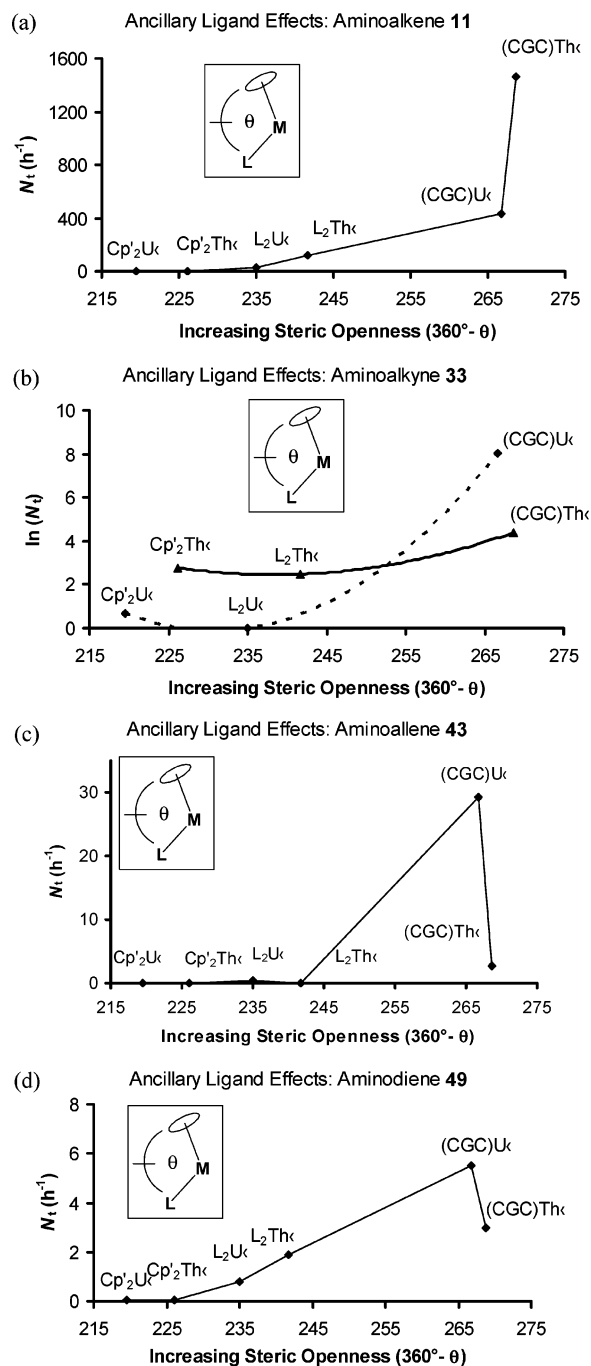 (a) Ancillary Ligand Effects: Aminoalkene 11
1600
1200
800
400
0
Nt (h⁻¹)
θ
M
L
Cp'₂U‹
Cp'₂Th‹
L₂U‹
L₂Th‹
(CGC)U‹
(CGC)Th‹
215 225 235 245 255 265 275
Increasing Steric Openness (360°- θ)
(b) Ancillary Ligand Effects: Aminoalkyne 33
10
8
6
4
2
0
ln (Nt)
θ
M
L
Cp'₂U‹
Cp'₂Th‹
L₂U‹
L₂Th‹
(CGC)U‹
(CGC)Th‹
215 225 235 245 255 265 275
Increasing Steric Openness (360°- θ)
(c) Ancillary Ligand Effects: Aminoallene 43
30
20
10
0
Nt (h⁻¹)
θ
M
L
Cp'₂U‹
Cp'₂Th‹
L₂U‹
L₂Th‹
(CGC)U‹
(CGC)Th‹
215 225 235 245 255 265 275
Increasing Steric Openness (360°- θ)
(d) Ancillary Ligand Effects: Aminodiene 49
8
6
4
2
0
Nt (h⁻¹)
θ
M
L
Cp'₂U‹
Cp'₂Th‹
L₂U‹
L₂Th‹
(CGC)U‹
(CGC)Th‹
215 225 235 245 255 265 275
Increasing Steric Openness (360°- θ)